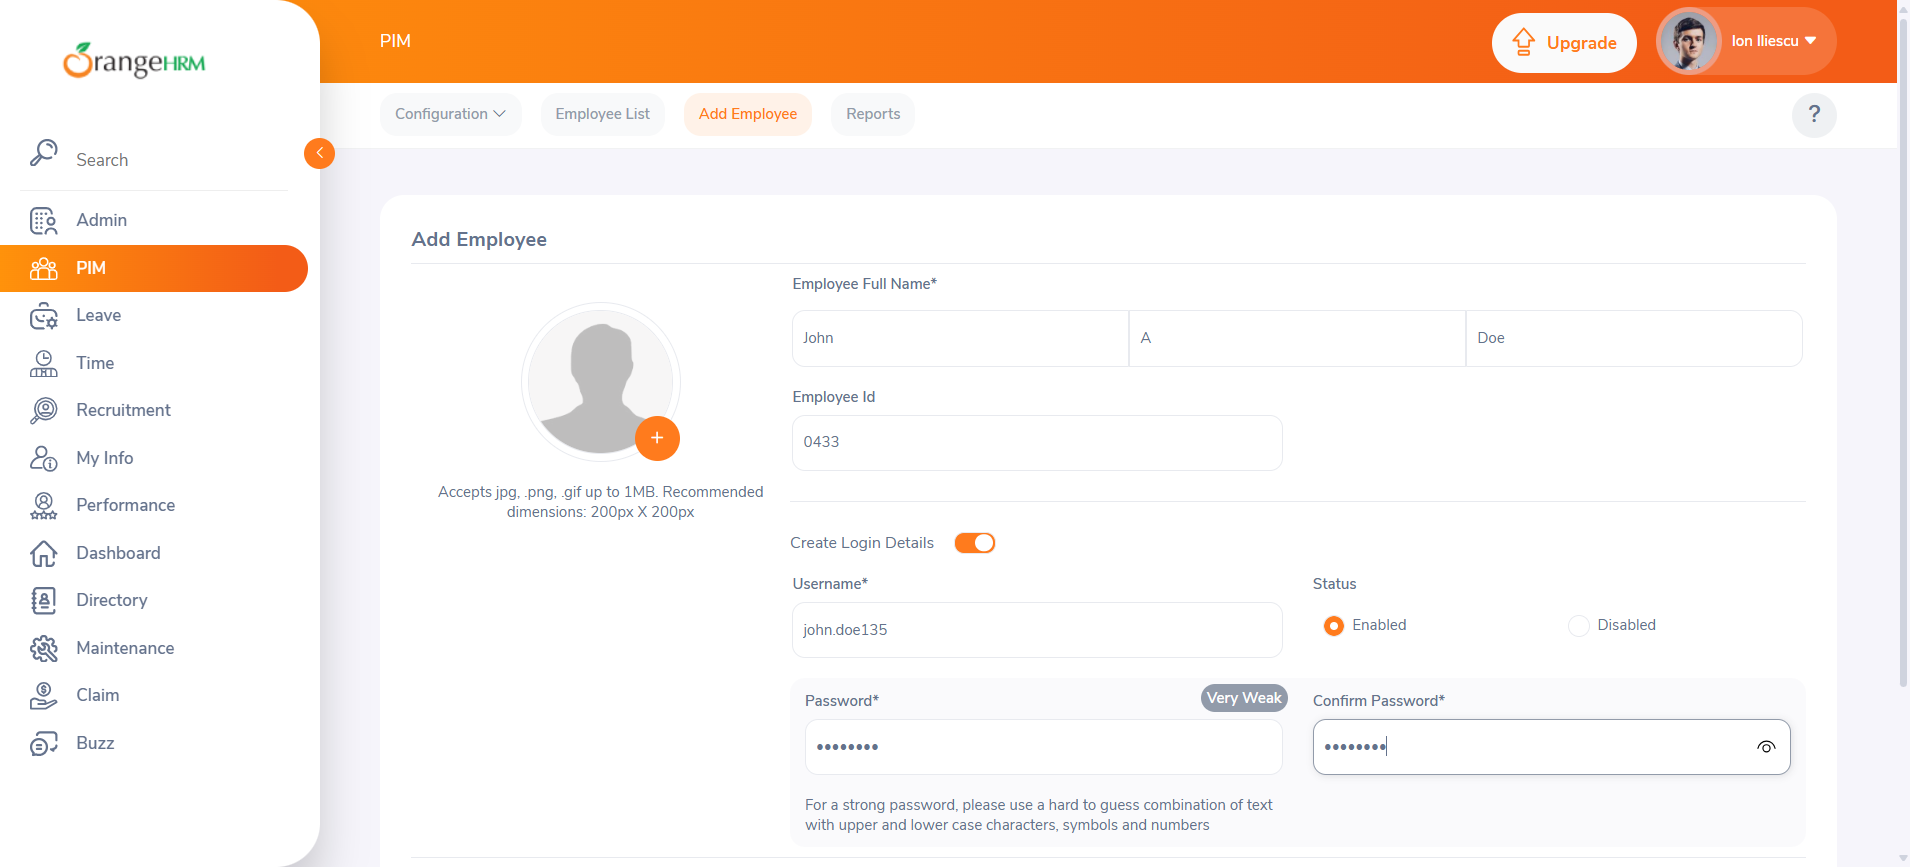 OrangeHRM
PIM
Upgrade
Ion Iliescu
Configuration
Employee List
Add Employee
Reports
?
Search
Admin
PIM
Leave
Time
Recruitment
My Info
Performance
Dashboard
Directory
Maintenance
Claim
Buzz
Add Employee
Accepts jpg, .png, .gif up to 1MB. Recommended
dimensions: 200px X 200px
Employee Full Name*
John A Doe
Employee Id
0433
Create Login Details
Username*
Status
john.doe135
Enabled
Disabled
Password*
Very Weak
Confirm Password*
••••••••
••••••••
For a strong password, please use a hard to guess combination of text
with upper and lower case characters, symbols and numbers